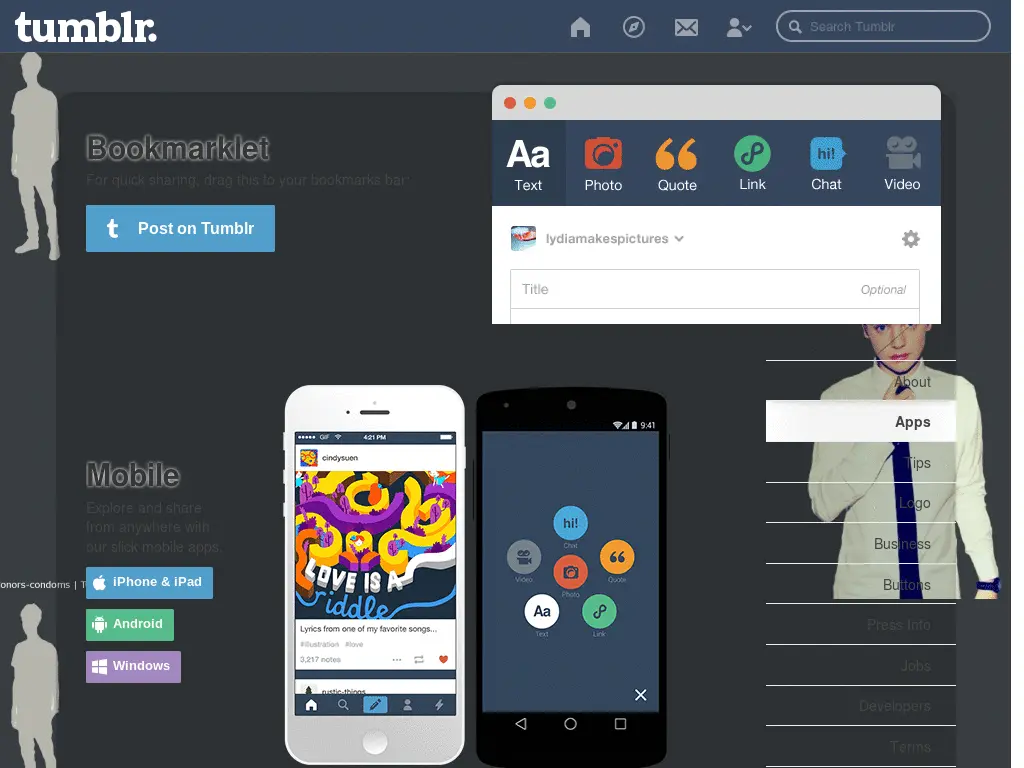 tumblr.
Search Tumblr
Bookmarklet
For quick sharing, drag this to your bookmarks bar:
Post on Tumblr
Aa
hi!
Text
Photo
Quote
Link
Chat
Video
lydiamakespictures
Title
Optional
About
Apps
Tips
Logo
Business
Buttons
Press Info
Jobs
Developers
Terms
Mobile
Explore and share
from anywhere with
our slick mobile apps.
onors-condoms | T
iPhone & iPad
Android
Windows
GIF
4:21 PM
cindysuen
LOVE IS A
riddle
Lyrics from one of my favorite songs...
#illustration #love
3,217 notes
rustic-things
9:41
hi!
Chat
Video
Quote
Photo
Aa
Text
Link